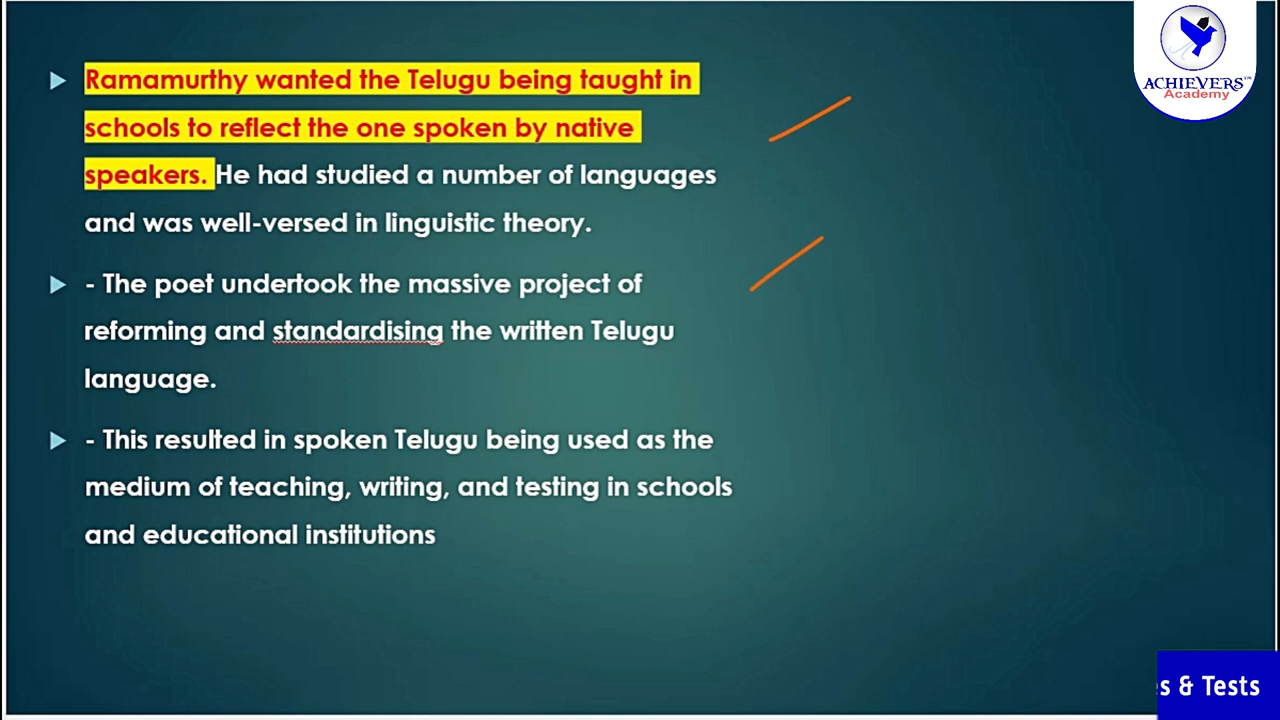 Ramamurthy wanted the Telugu being taught in
schools to reflect the one spoken by native
speakers. He had studied a number of languages
and was well-versed in linguistic theory.
- The poet undertook the massive project of
reforming and standardising the written Telugu
language.
- This resulted in spoken Telugu being used as the
medium of teaching, writing, and testing in schools
and educational institutions
ACHIEVERS™
Academy
s & Tests